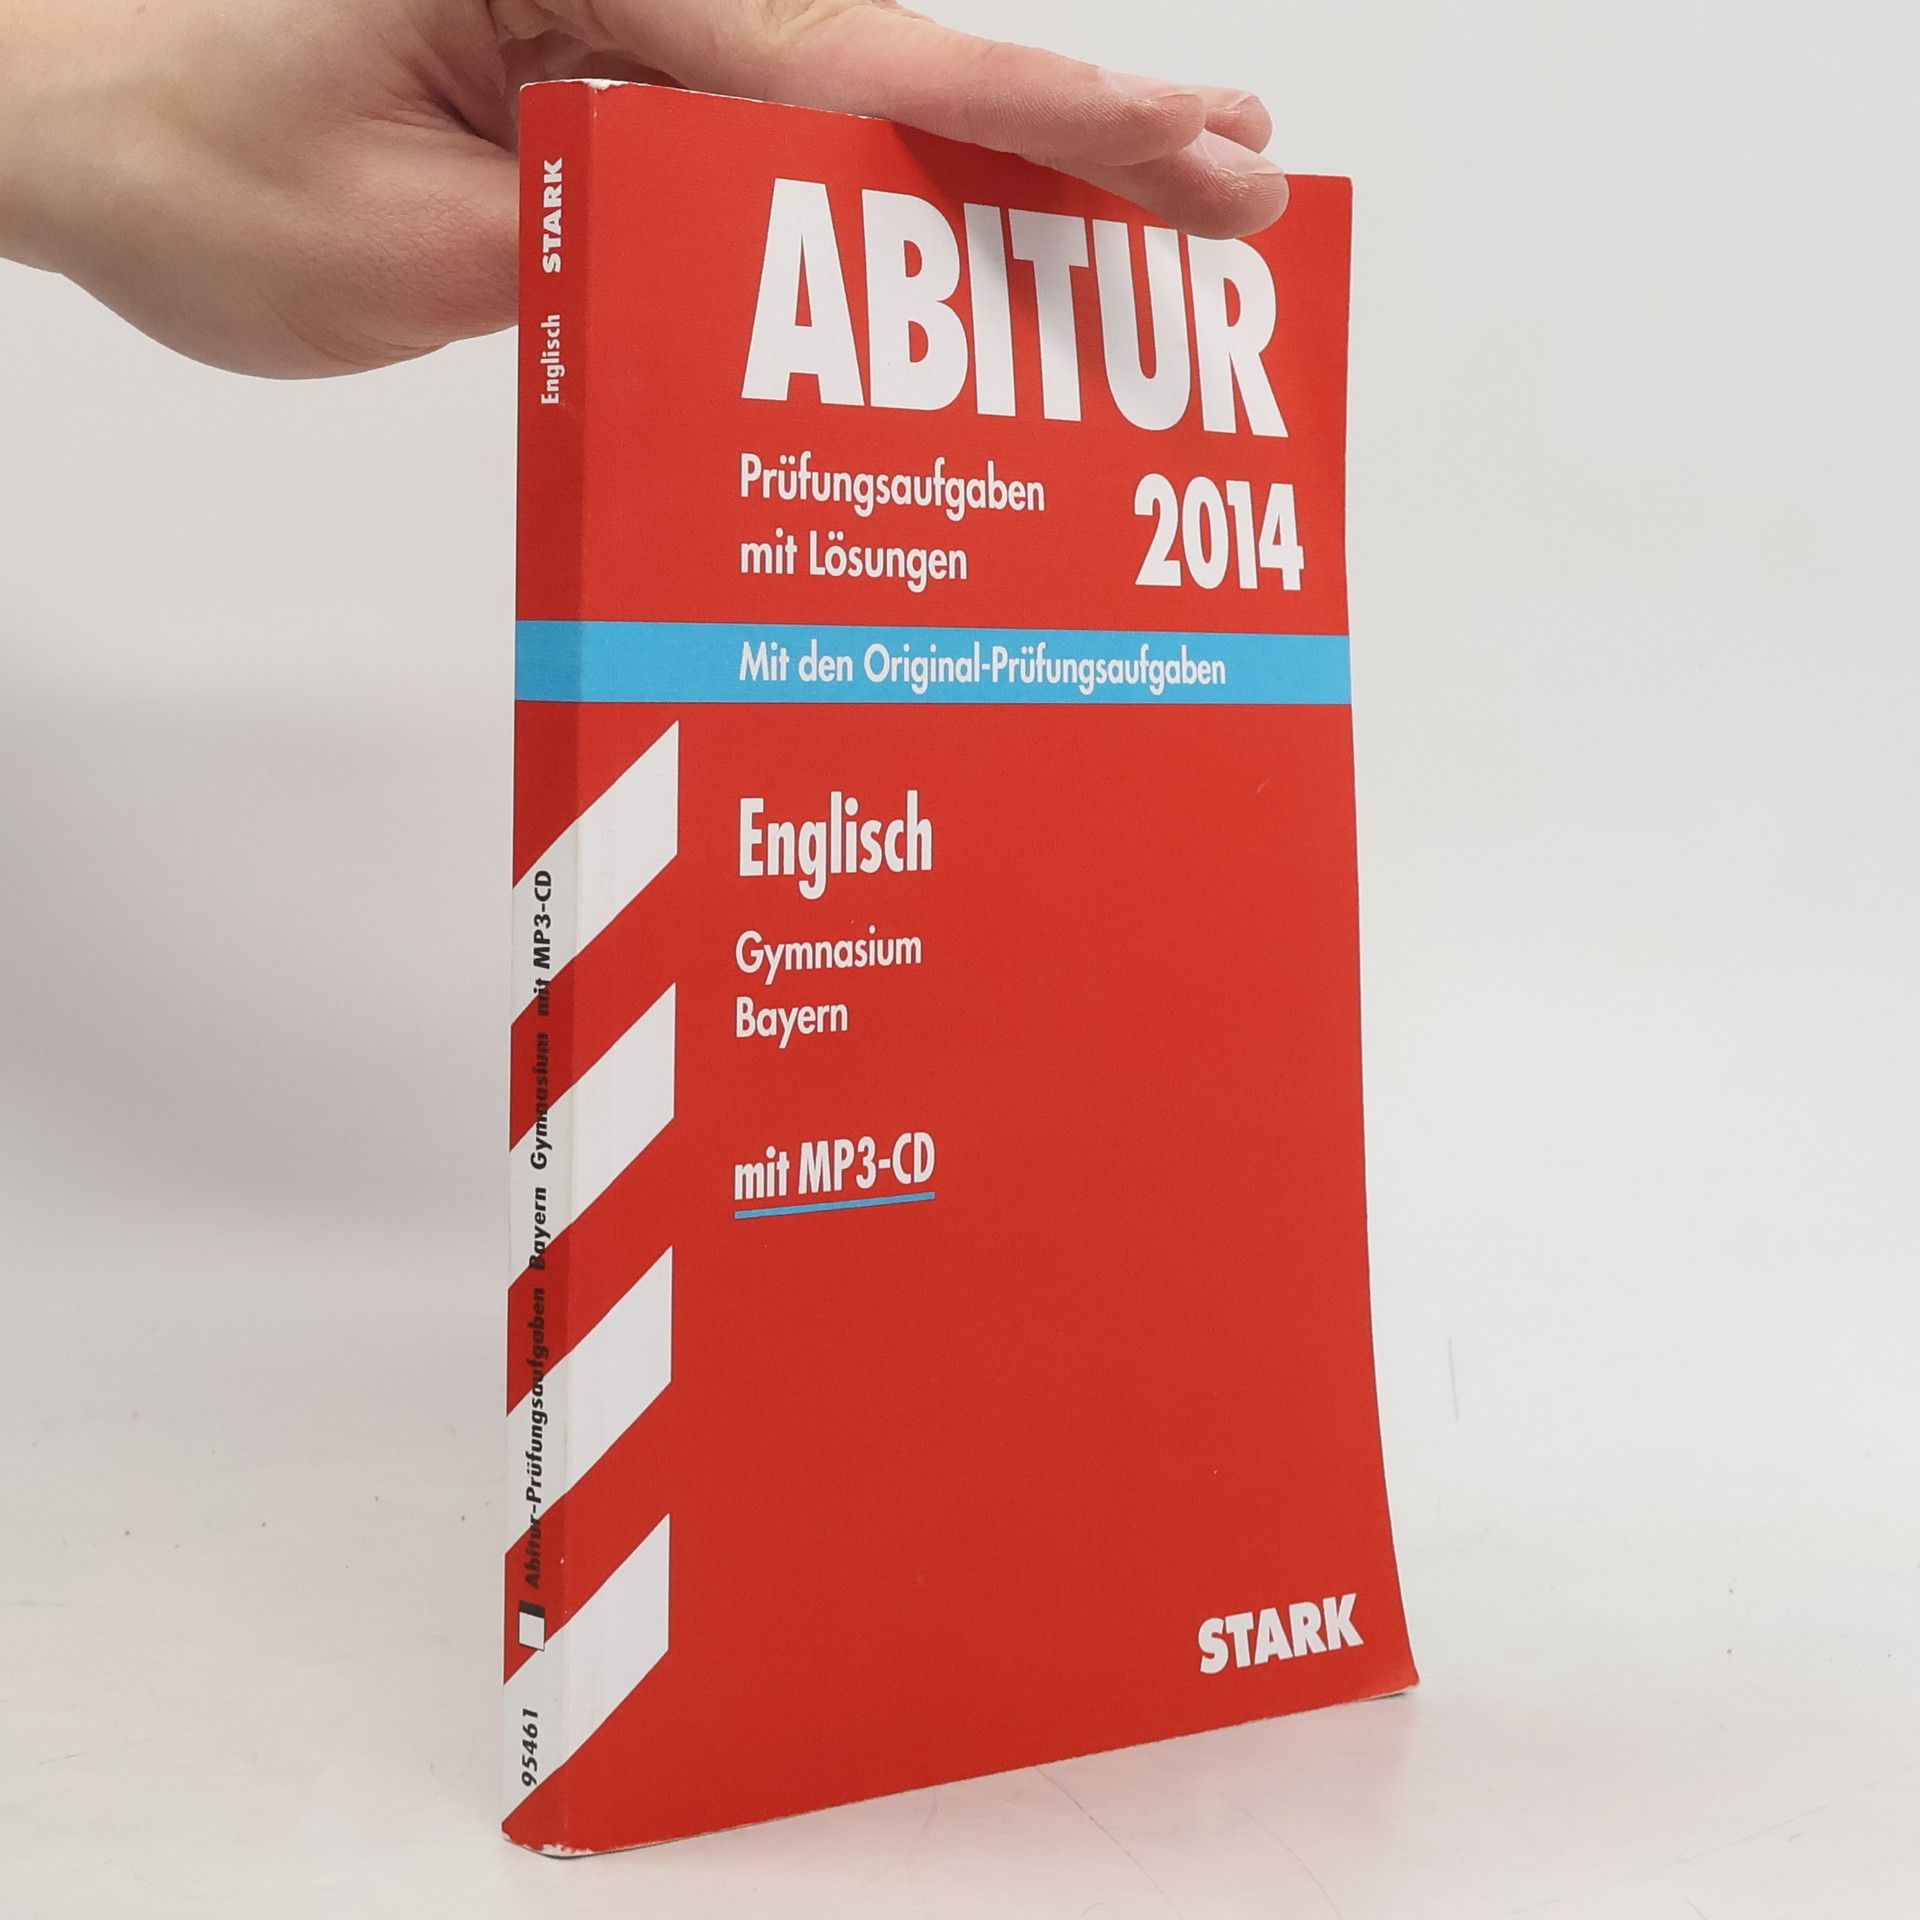 ABITUR
Prüfungsaufgaben
mit Lösungen
2014
Mit den Original-Prüfungsaufgaben
Englisch
Gymnasium
Bayern
mit MP3-CD
STARK
Englisch STARK
95461 Abitur-Prüfungsaufgaben Bayern Gymnasium mit MP3-CD